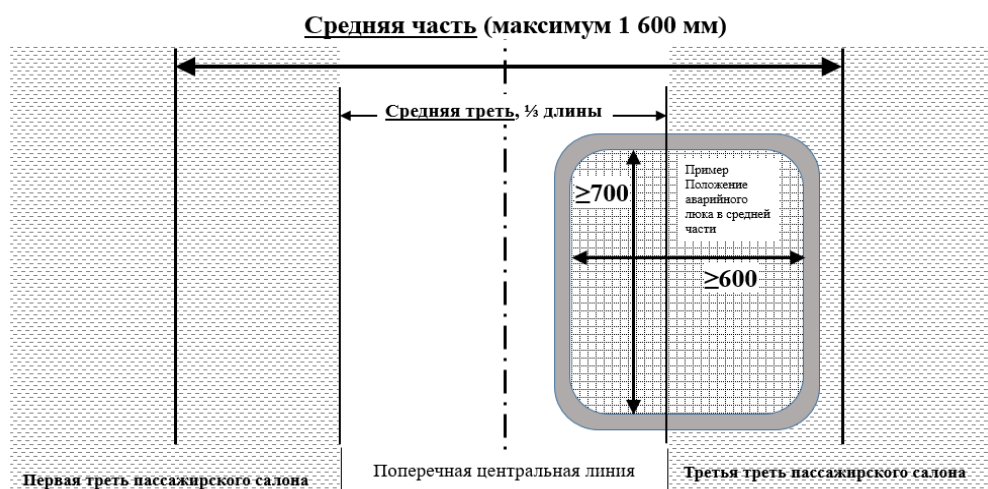 Средняя часть (максимум 1 600 мм)
Средняя треть, ⅓ длины
Пример
Положение
аварийного
люка в средней
части
≥700
≥600
Первая треть пассажирского салона
Поперечная центральная линия
Третья треть пассажирского салона